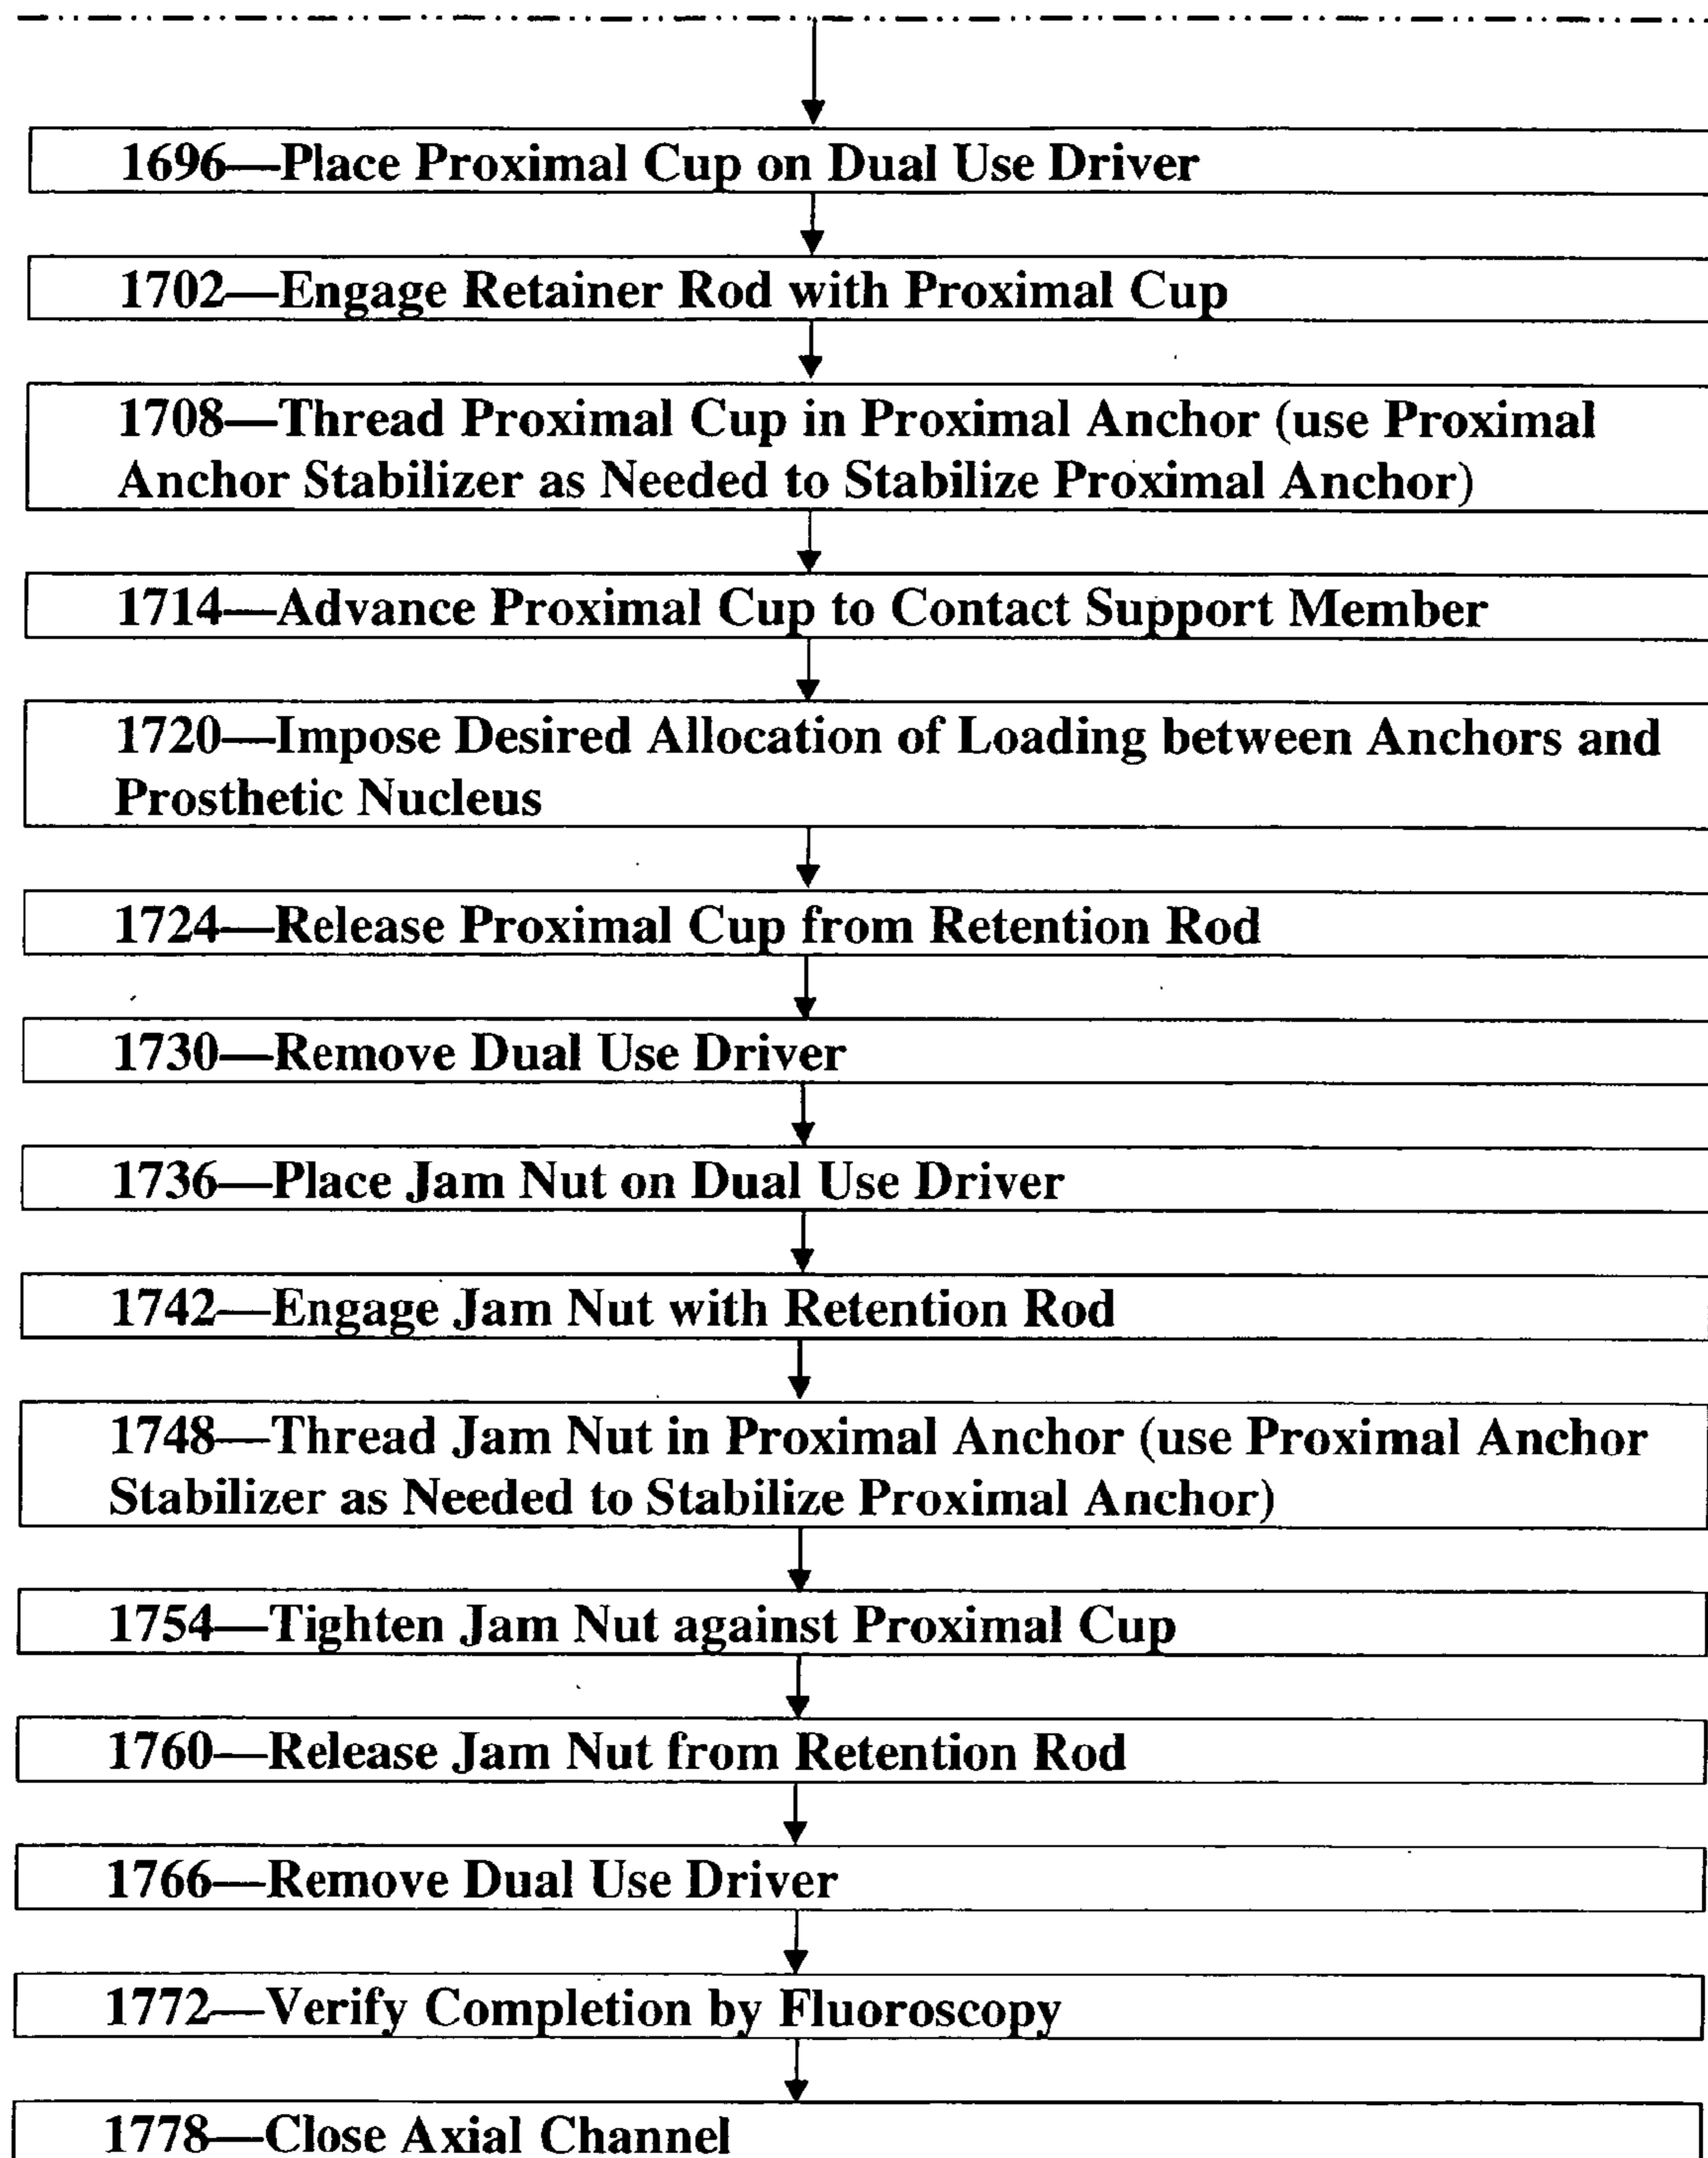 1696—Place Proximal Cup on Dual Use Driver
1702—Engage Retainer Rod with Proximal Cup
1708—Thread Proximal Cup in Proximal Anchor (use Proximal
Anchor Stabilizer as Needed to Stabilize Proximal Anchor)
1714—Advance Proximal Cup to Contact Support Member
1720—Impose Desired Allocation of Loading between Anchors and
Prosthetic Nucleus
1724—Release Proximal Cup from Retention Rod
1730—Remove Dual Use Driver
1736—Place Jam Nut on Dual Use Driver
1742—Engage Jam Nut with Retention Rod
1748—Thread Jam Nut in Proximal Anchor (use Proximal Anchor
Stabilizer as Needed to Stabilize Proximal Anchor)
1754—Tighten Jam Nut against Proximal Cup
1760—Release Jam Nut from Retention Rod
1766—Remove Dual Use Driver
1772—Verify Completion by Fluoroscopy
1778—Close Axial Channel